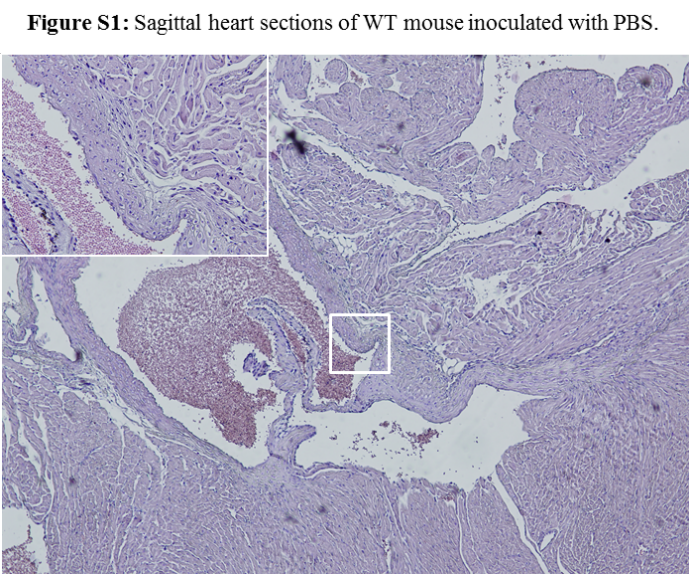 Figure S1: Sagittal heart sections of WT mouse inoculated with PBS.